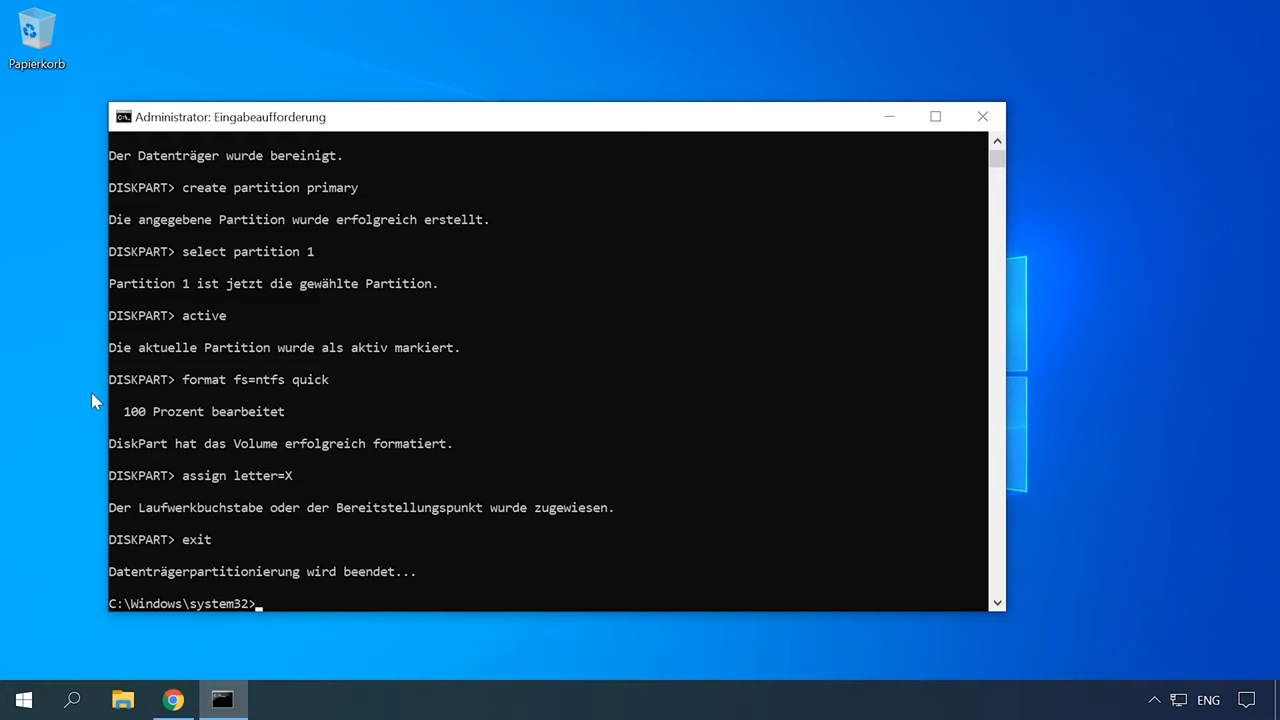 Papierkorb
Administrator: Eingabeaufforderung
Der Datenträger wurde bereinigt.
DISKPART> create partition primary
Die angegebene Partition wurde erfolgreich erstellt.
DISKPART> select partition 1
Partition 1 ist jetzt die gewählte Partition.
DISKPART> active
Die aktuelle Partition wurde als aktiv markiert.
DISKPART> format fs=ntfs quick
100 Prozent bearbeitet
DiskPart hat das Volume erfolgreich formatiert.
DISKPART> assign letter=X
Der Laufwerkbuchstabe oder der Bereitstellungspunkt wurde zugewiesen.
DISKPART> exit
Datenträgerpartitionierung wird beendet...
C:\Windows\system32>
ENG